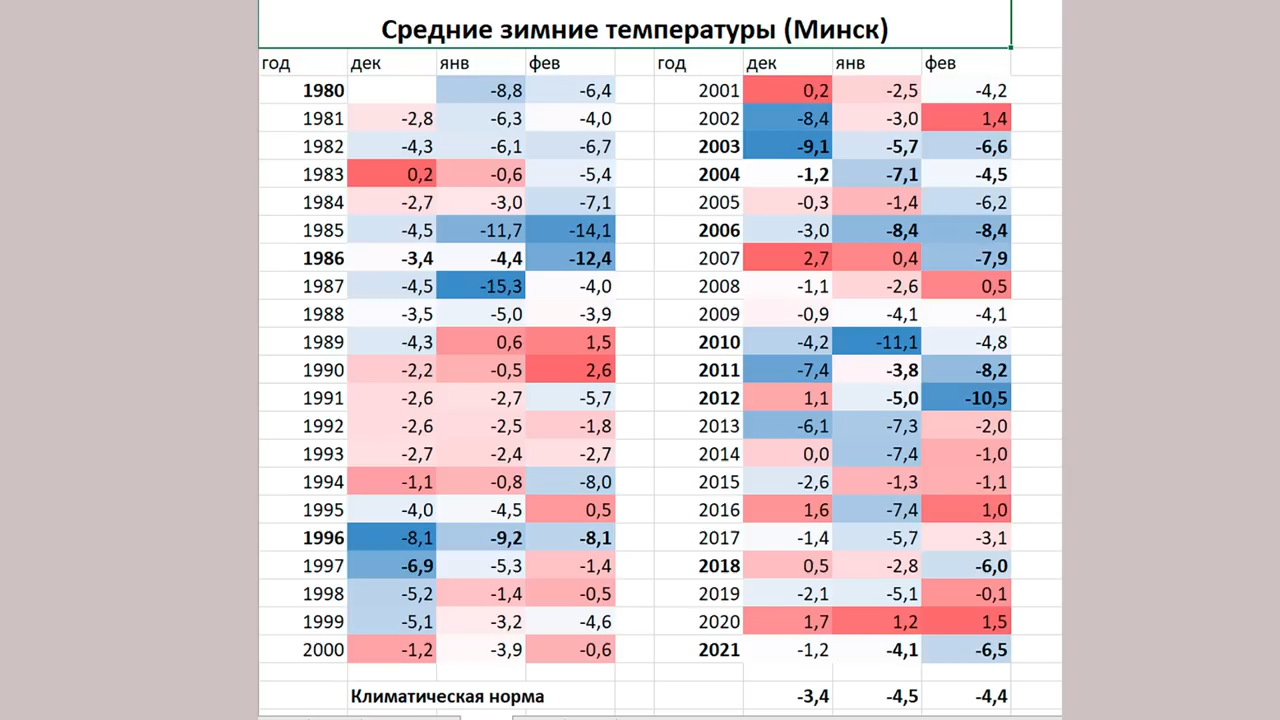 Средние зимние температуры (Минск)
год дек янв фев год дек янв фев
1980 -8,8 -6,4 2001 0,2 -2,5 -4,2
1981 -2,8 -6,3 -4,0 2002 -8,4 -3,0 1,4
1982 -4,3 -6,1 -6,7 2003 -9,1 -5,7 -6,6
1983 0,2 -0,6 -5,4 2004 -1,2 -7,1 -4,5
1984 -2,7 -3,0 -7,1 2005 -0,3 -1,4 -6,2
1985 -4,5 -11,7 -14,1 2006 -3,0 -8,4 -8,4
1986 -3,4 -4,4 -12,4 2007 2,7 0,4 -7,9
1987 -4,5 -15,3 -4,0 2008 -1,1 -2,6 0,5
1988 -3,5 -5,0 -3,9 2009 -0,9 -4,1 -4,1
1989 -4,3 0,6 1,5 2010 -4,2 -11,1 -4,8
1990 -2,2 -0,5 2,6 2011 -7,4 -3,8 -8,2
1991 -2,6 -2,7 -5,7 2012 1,1 -5,0 -10,5
1992 -2,6 -2,5 -1,8 2013 -6,1 -7,3 -2,0
1993 -2,7 -2,4 -2,7 2014 0,0 -7,4 -1,0
1994 -1,1 -0,8 -8,0 2015 -2,6 -1,3 -1,1
1995 -4,0 -4,5 0,5 2016 1,6 -7,4 1,0
1996 -8,1 -9,2 -8,1 2017 -1,4 -5,7 -3,1
1997 -6,9 -5,3 -1,4 2018 0,5 -2,8 -6,0
1998 -5,2 -1,4 -0,5 2019 -2,1 -5,1 -0,1
1999 -5,1 -3,2 -4,6 2020 1,7 1,2 1,5
2000 -1,2 -3,9 -0,6 2021 -1,2 -4,1 -6,5
Климатическая норма -3,4 -4,5 -4,4